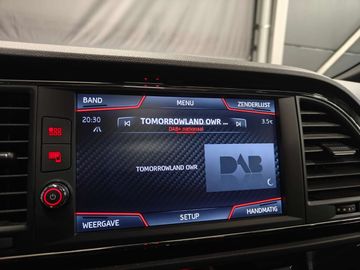 BAND MENU ZENDERLIJST
20:30 TOMORROWLAND OWR ... 3.5°C
DAB+ nationaal
TOMORROWLAND OWR
DAB
WEERGAVE SETUP HANDMATIG